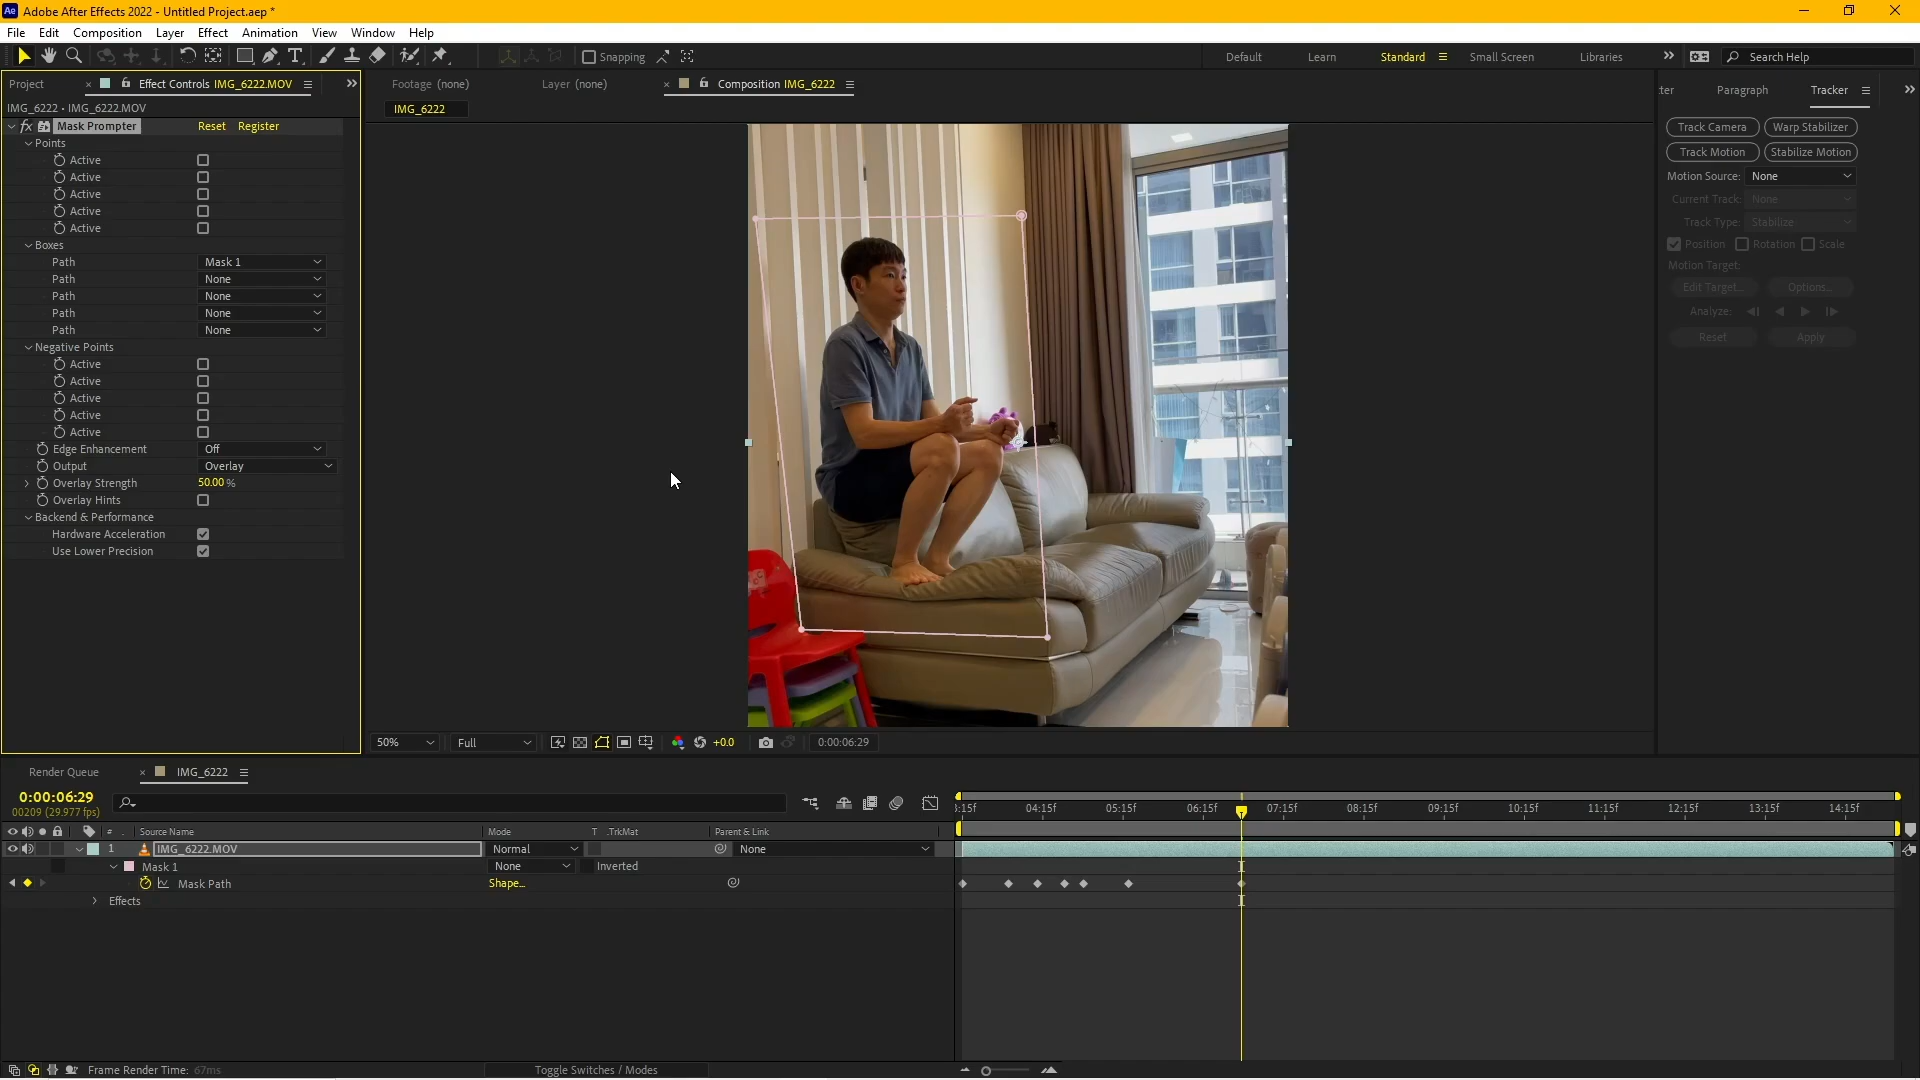 Ae Adobe After Effects 2022 - Untitled Project.aep *
File Edit Composition Layer Effect Animation View Window Help
Snapping Default Learn Standard Small Screen Libraries Search Help
Project Effect Controls IMG_6222.MOV Footage (none) Layer (none) Composition IMG_6222 Paragraph Tracker
IMG_6222 • IMG_6222.MOV
IMG_6222
fx Mask Prompter Reset Register
Points
Active
Active
Active
Active
Active
Boxes
Path Mask 1
Path None
Path None
Path None
Path None
Negative Points
Active
Active
Active
Active
Active
Edge Enhancement Off
Output Overlay
Overlay Strength 50.00 %
Overlay Hints
Backend & Performance
Hardware Acceleration
Use Lower Precision
Track Camera Warp Stabilizer
Track Motion Stabilize Motion
Motion Source: None
Current Track: None
Track Type: Stabilize
Position Rotation Scale
Motion Target:
Edit Target... Options...
Analyze:
Reset Apply
50% Full +0.0 0:00:06:29
Render Queue IMG_6222
0:00:06:29
00209 (29.977 fps)
3:15f 04:15f 05:15f 06:15f 07:15f 08:15f 09:15f 10:15f 11:15f 12:15f 13:15f 14:15f
# Source Name Mode T .TrkMat Parent & Link
1 IMG_6222.MOV Normal None
Mask 1 None Inverted
Mask Path Shape...
Effects
Frame Render Time: 67ms Toggle Switches / Modes